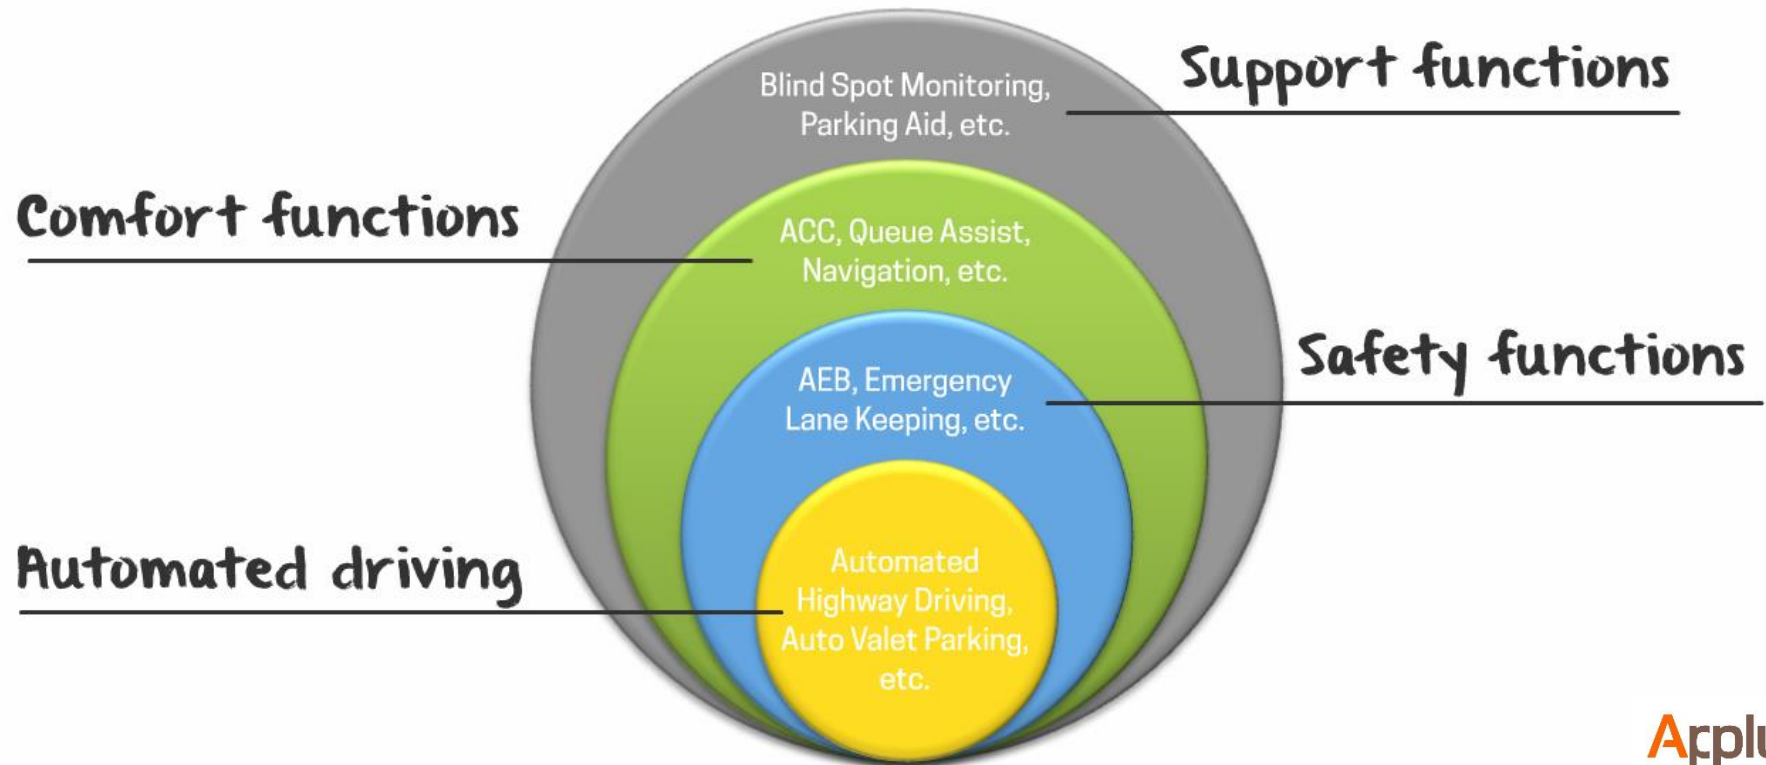 Support functions
Blind Spot Monitoring,
Parking Aid, etc.
Comfort functions
ACC, Queue Assist,
Navigation, etc.
Safety functions
AEB, Emergency
Lane Keeping, etc.
Automated driving
Automated
Highway Driving,
Auto Valet Parking,
etc.
Applu